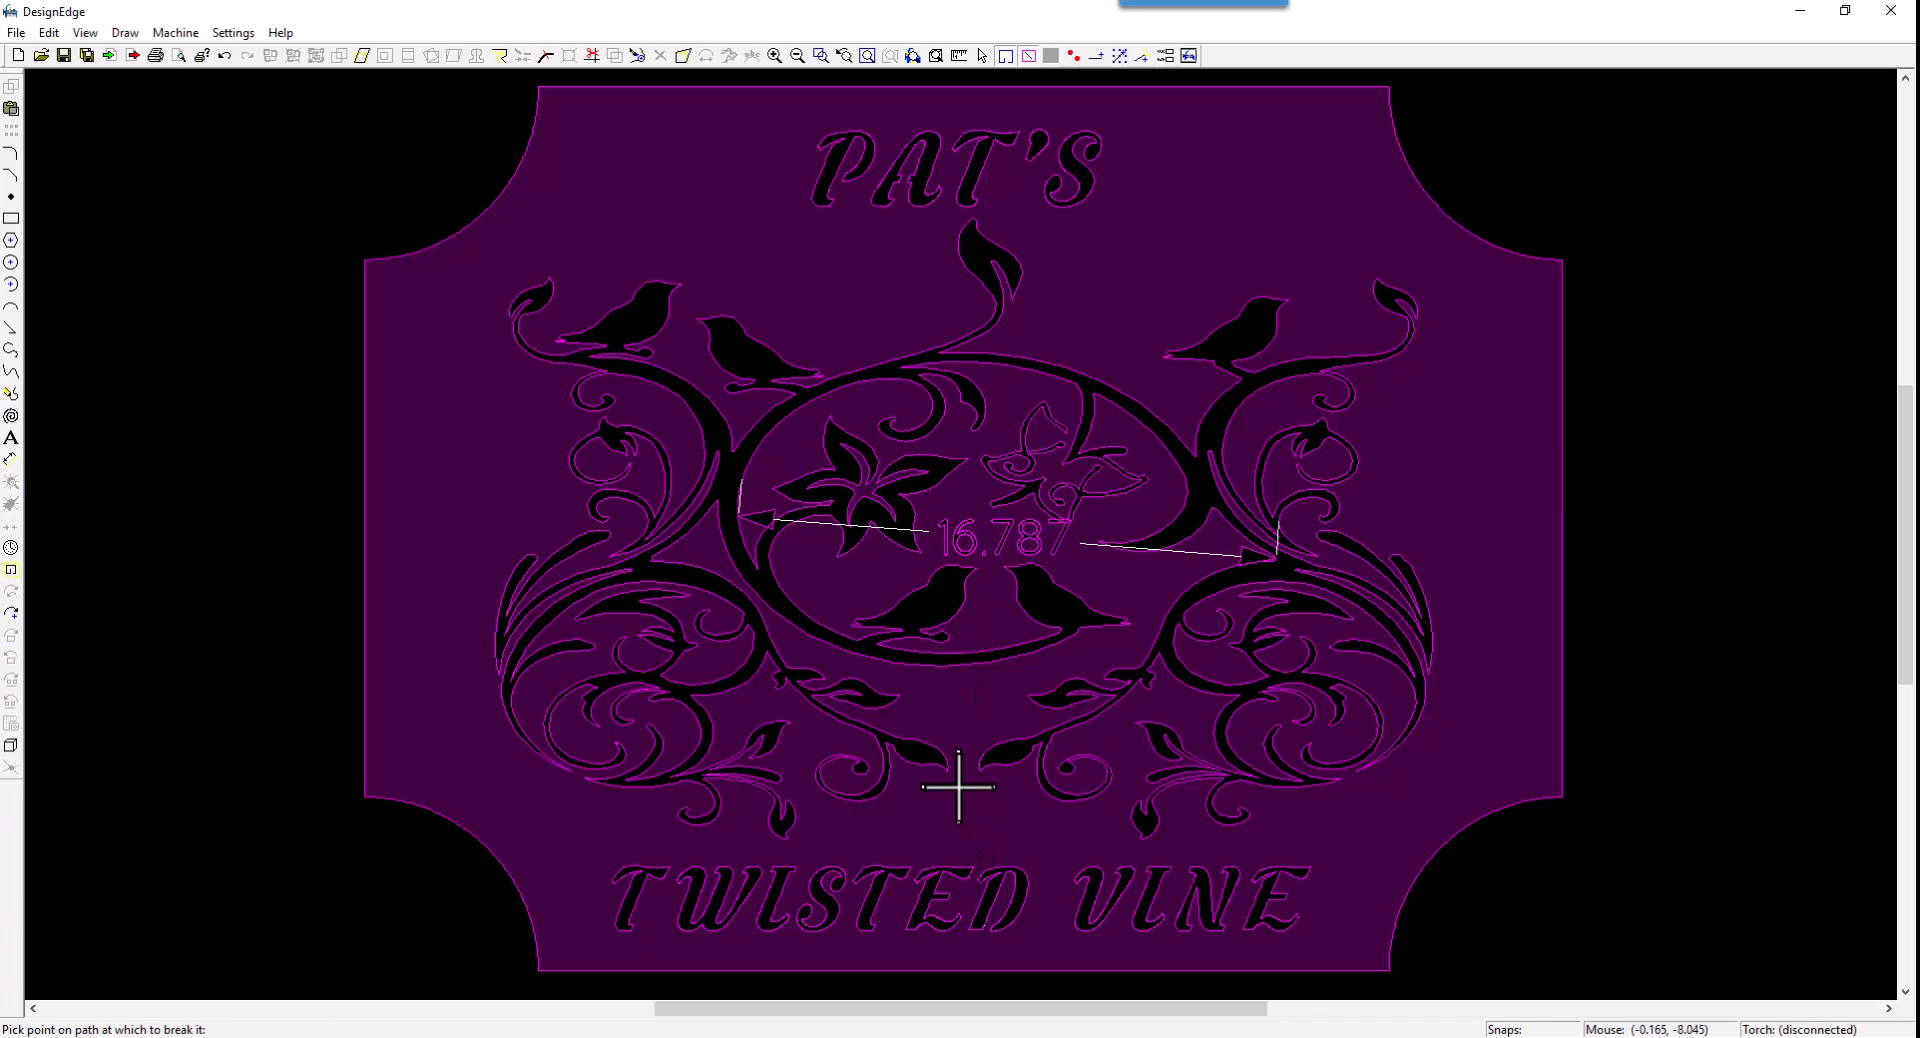 DesignEdge
File Edit View Draw Machine Settings Help
PAT'S
16.787
TWISTED VINE
Pick point on path at which to break it:
Snaps:
Mouse: (-0.165, -8.045)
Torch: (disconnected)